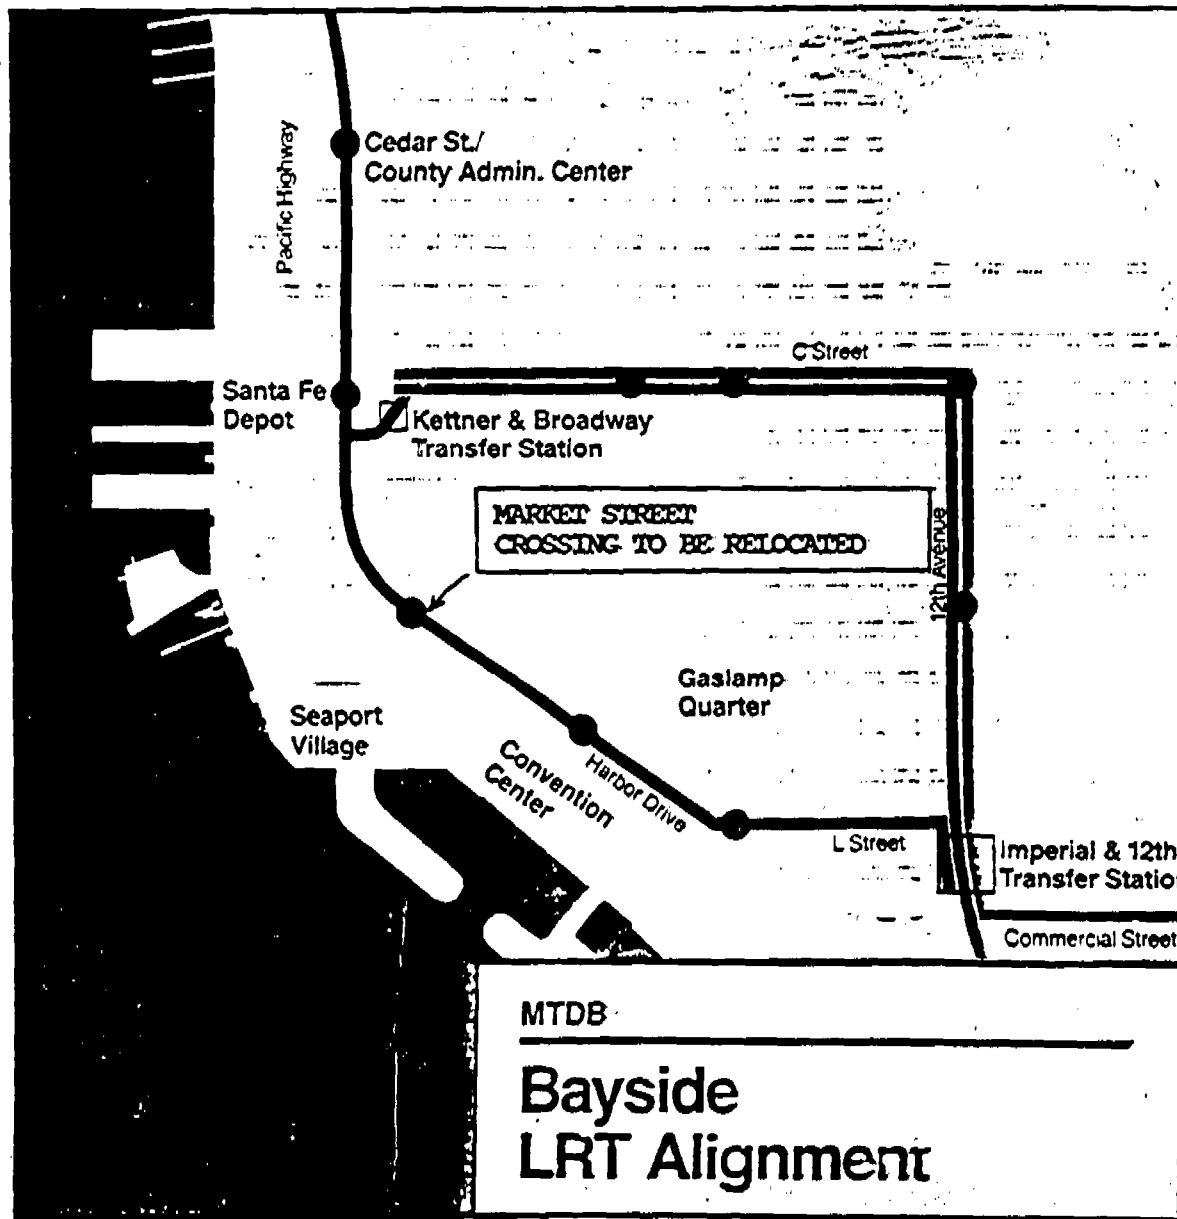 Pacific Highway
Cedar St./
County Admin. Center
C Street
Santa Fe
Depot
Kettner & Broadway
Transfer Station
MARKET STREET
CROSSING TO BE RELOCATED
12th Avenue
Gaslamp
Quarter
Seaport
Village
Convention
Center
Harbor Drive
L Street
Imperial & 12th
Transfer Station
Commercial Street
MTDB
Bayside
LRT Alignment